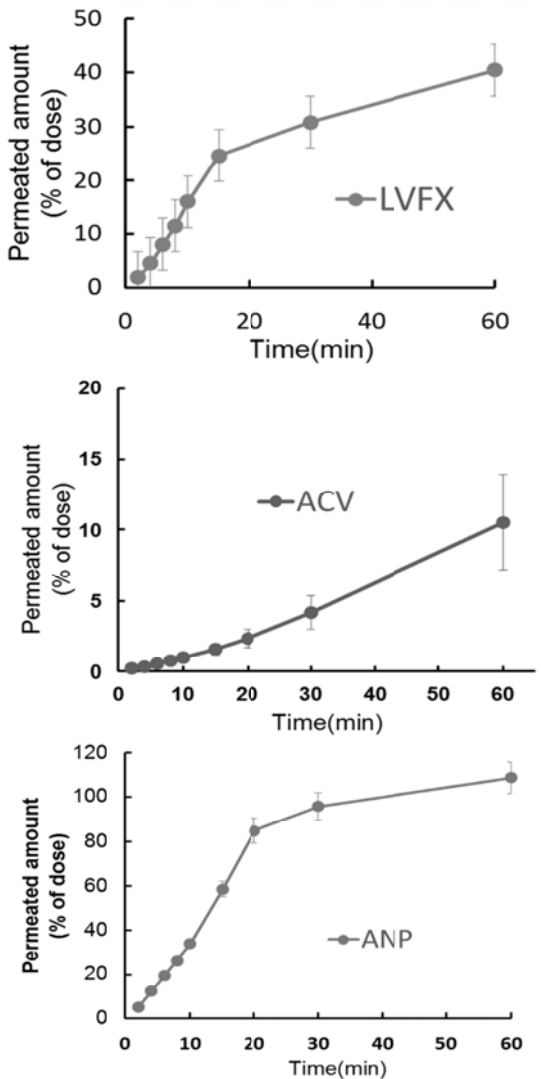 Permeated amount
(% of dose)
50
40
30
20
10
0
LVFX
0 20 40 60
Time(min)
Permeated amount
(% of dose)
20
15
10
5
0
ACV
0 10 20 30 40 50 60
Time(min)
Permeated amount
(% of dose)
120
100
80
60
40
20
0
ANP
0 10 20 30 40 50 60
Time(min)